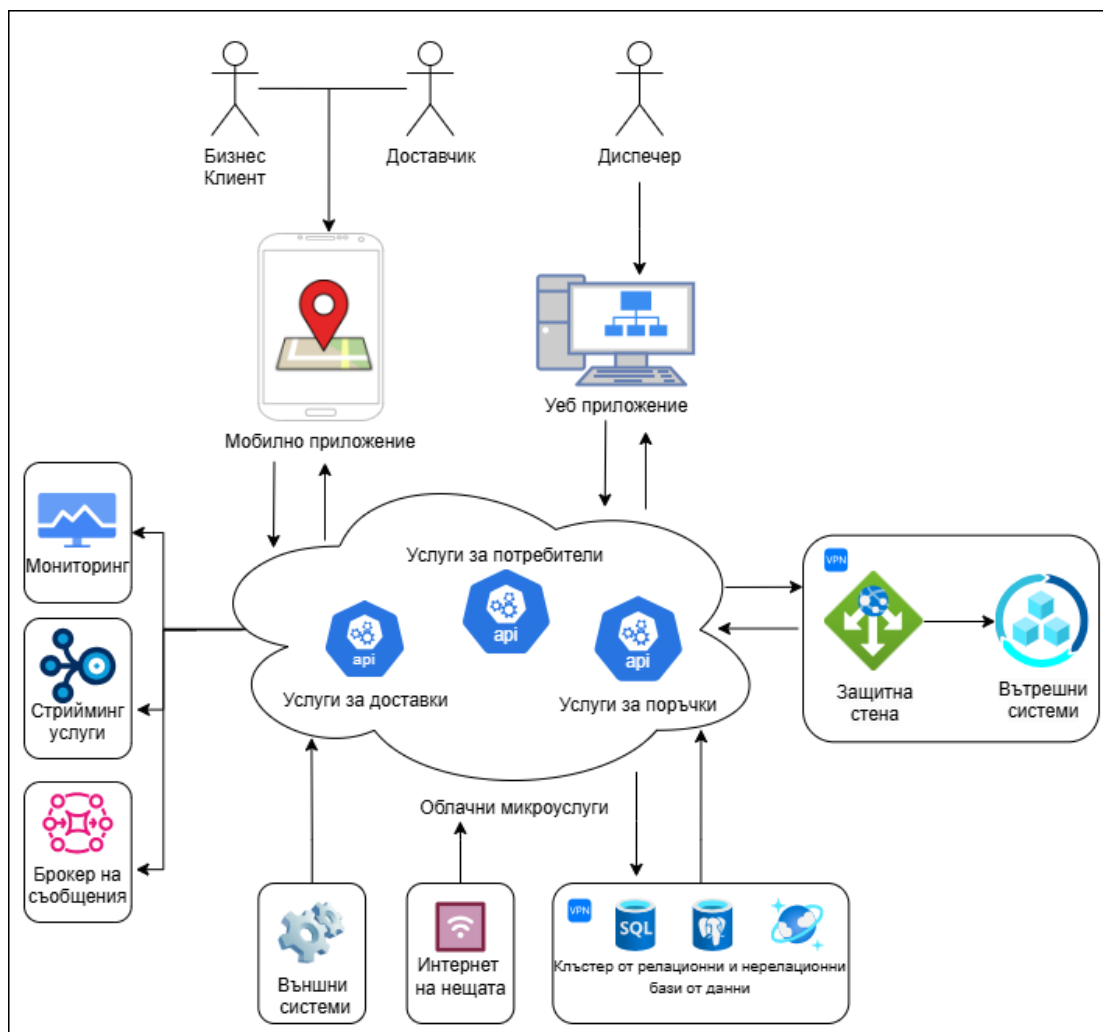 Бизнес
Клиент
Доставчик
Диспечер
Мобилно приложение
Уеб приложение
Мониторинг
Стрийминг
услуги
Брокер на
съобщения
Услуги за потребители
api
api
api
Услуги за доставки
Услуги за поръчки
Облачни микроуслуги
VPN
Защитна
стена
Вътрешни
системи
Външни
системи
Интернет
на нещата
VPN
SQL
Клъстер от релационни и нерелационни
бази от данни